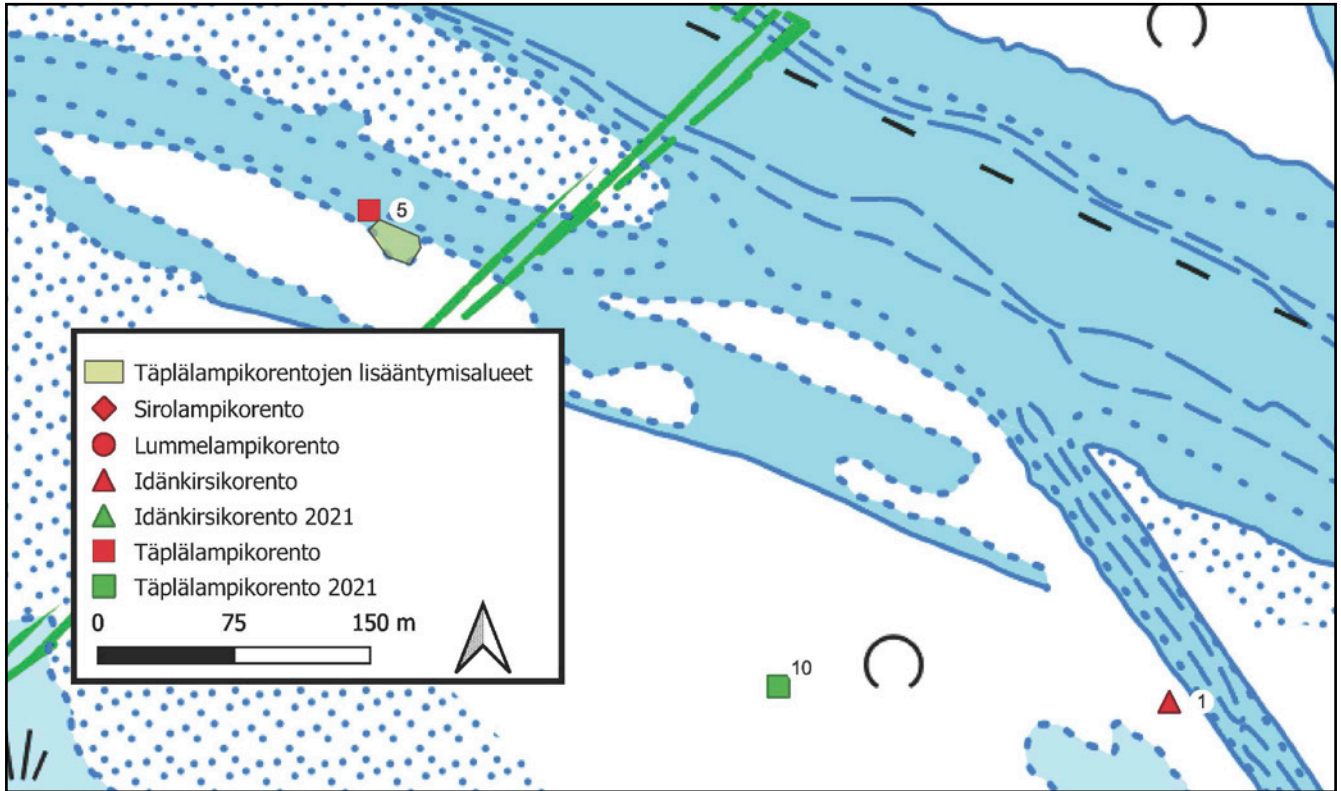 5
Täplälampikorentojen lisääntymisalueet
Sirolampikorento
Lummelampikorento
Idänkirsikorento
Idänkirsikorento 2021
Täplälampikorento
Täplälampikorento 2021
0 75 150 m
10
1